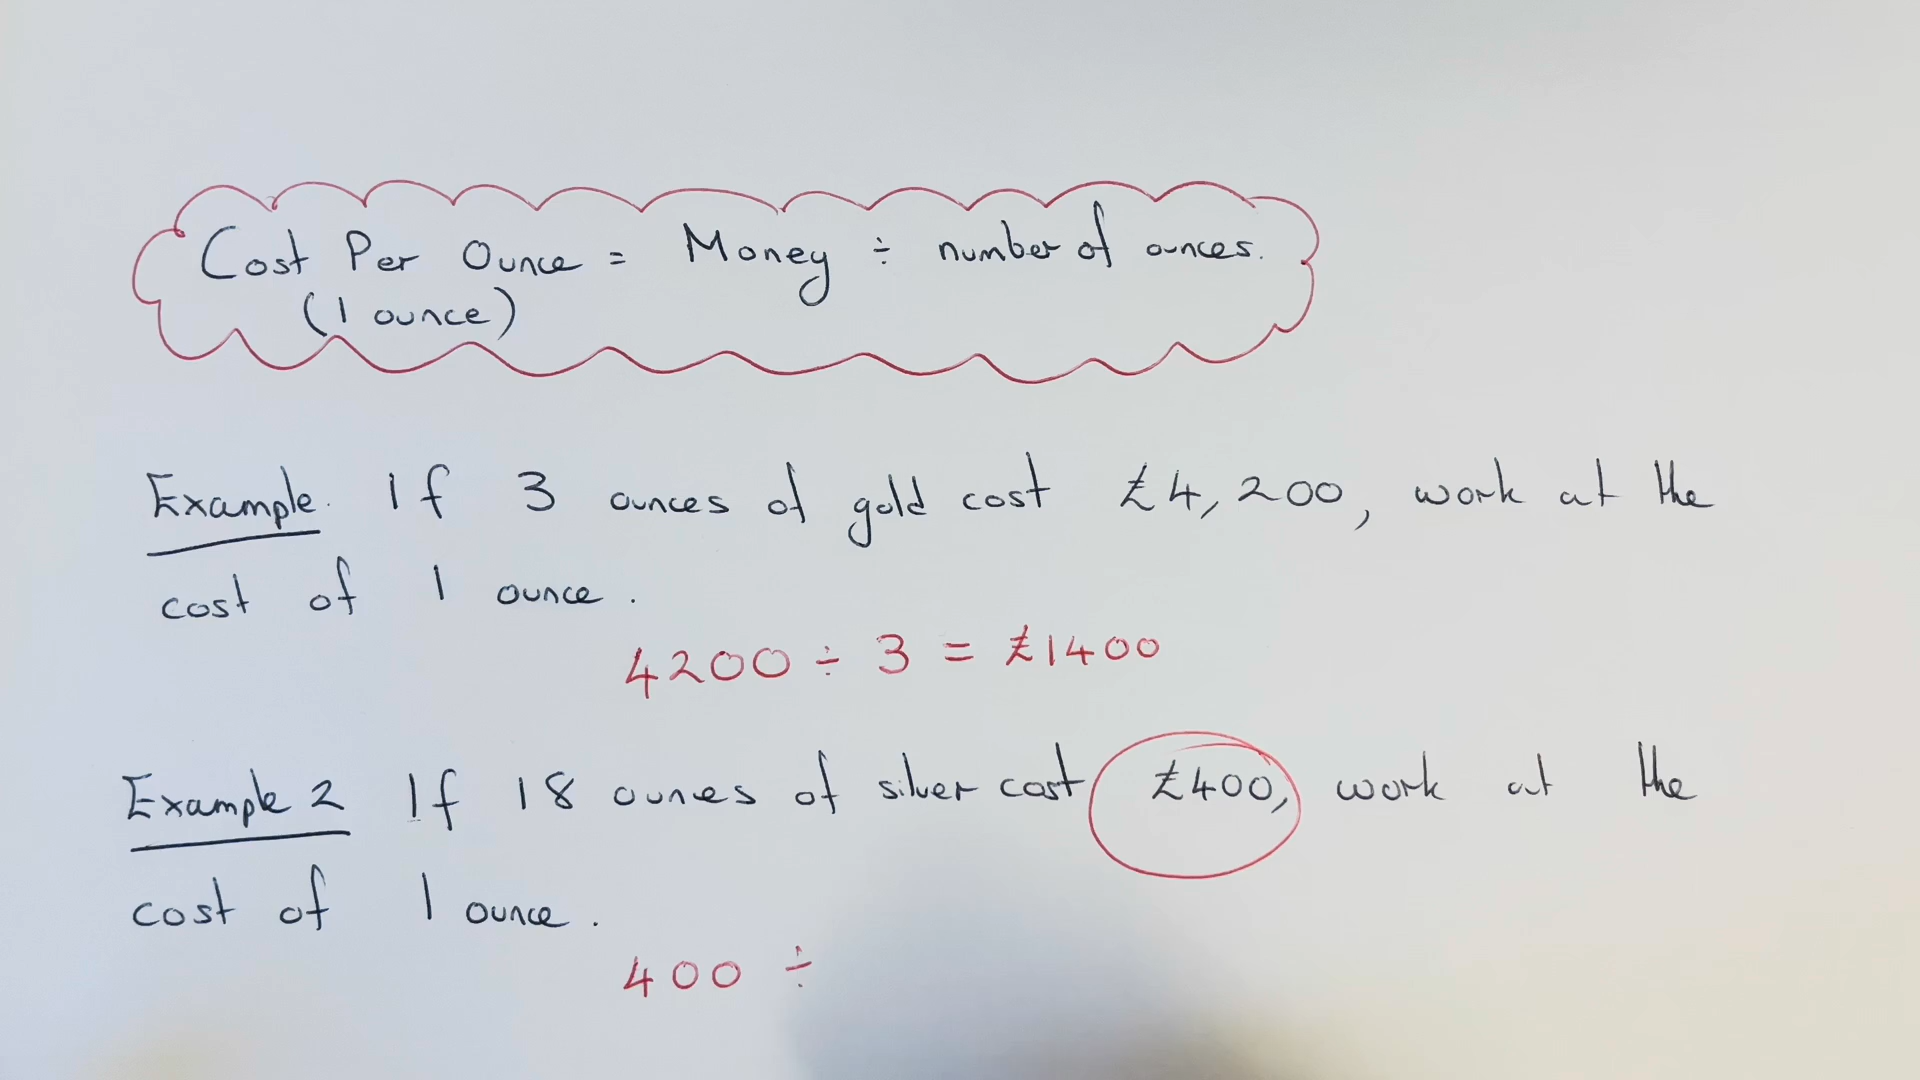 Cost Per Ounce = Money ÷ number of ounces.
(1 ounce)
Example. If 3 ounces of gold cost £4,200, work at the
cost of 1 ounce.
4200 ÷ 3 = £1400
Example 2 If 18 ounces of silver cost £400, work out the
cost of 1 ounce.
400 ÷